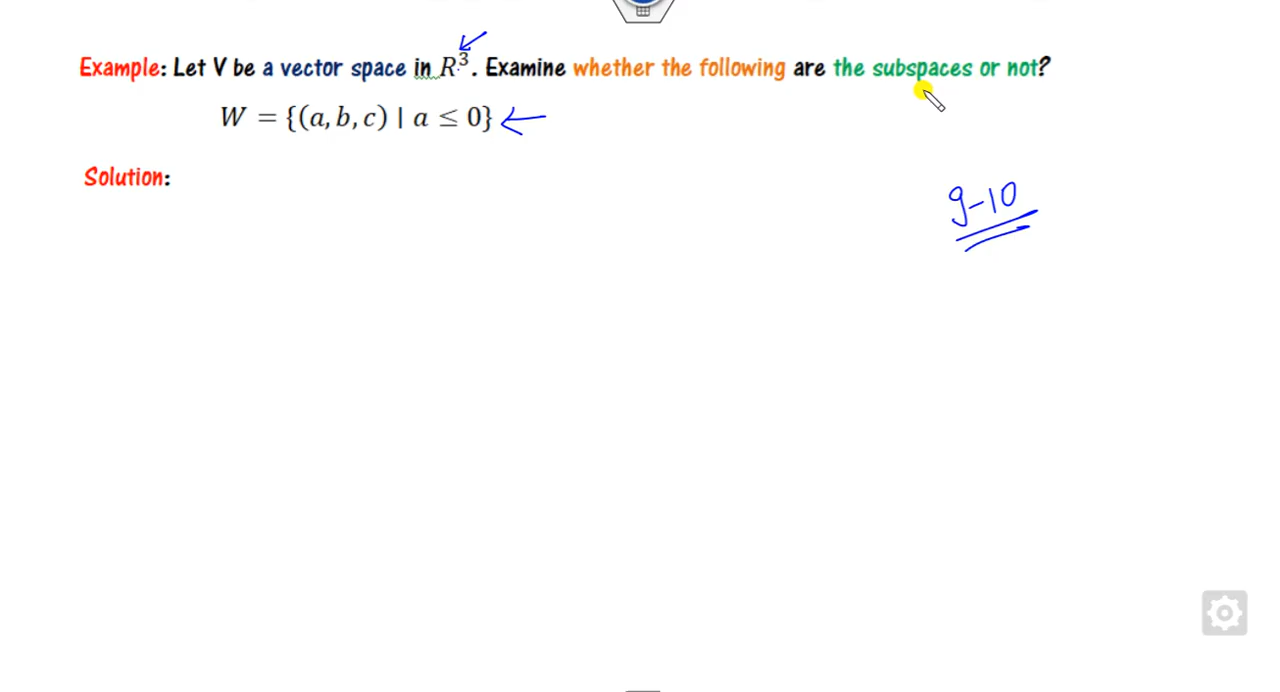 Example: Let V be a vector space in R³. Examine whether the following are the subspaces or not?
W = {(a, b, c) | a ≤ 0}
Solution:
9-10